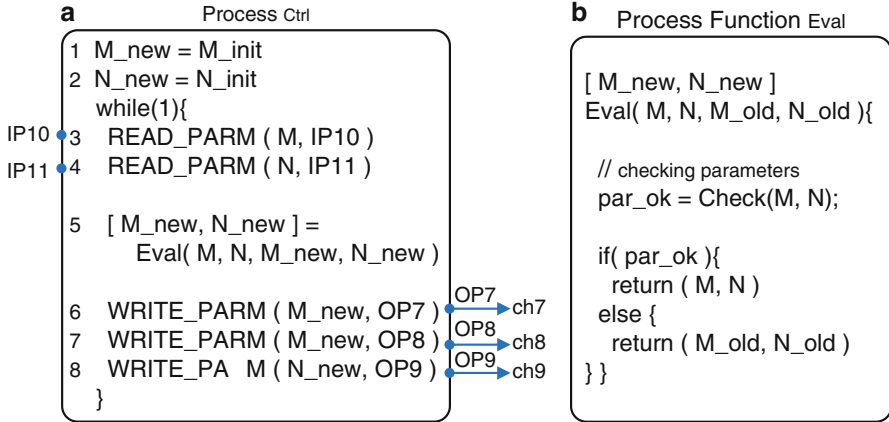 a Process Ctrl
1 M_new = M_init
2 N_new = N_init
while(1){
IP10 3 READ_PARM ( M, IP10 )
IP11 4 READ_PARM ( N, IP11 )
5 [ M_new, N_new ] =
Eval( M, N, M_new, N_new )
6 WRITE_PARM ( M_new, OP7 ) OP7 ch7
7 WRITE_PARM ( M_new, OP8 ) OP8 ch8
8 WRITE_PA M ( N_new, OP9 ) OP9 ch9
}
b Process Function Eval
[ M_new, N_new ]
Eval( M, N, M_old, N_old ){
// checking parameters
par_ok = Check(M, N);
if( par_ok ){
return ( M, N )
else {
return ( M_old, N_old )
} }